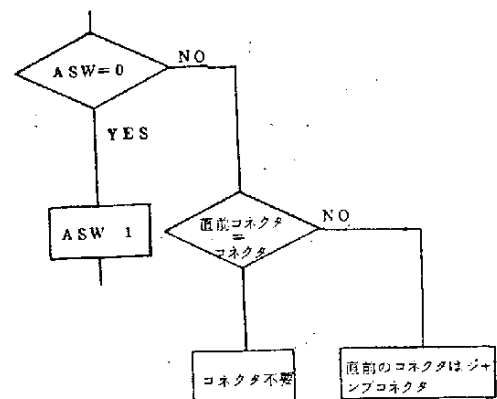 ASW=0
NO
YES
ASW 1
直前コネクタ
=
コネクタ
NO
コネクタ不要
直前のコネクタはジャ
ンプコネクタ